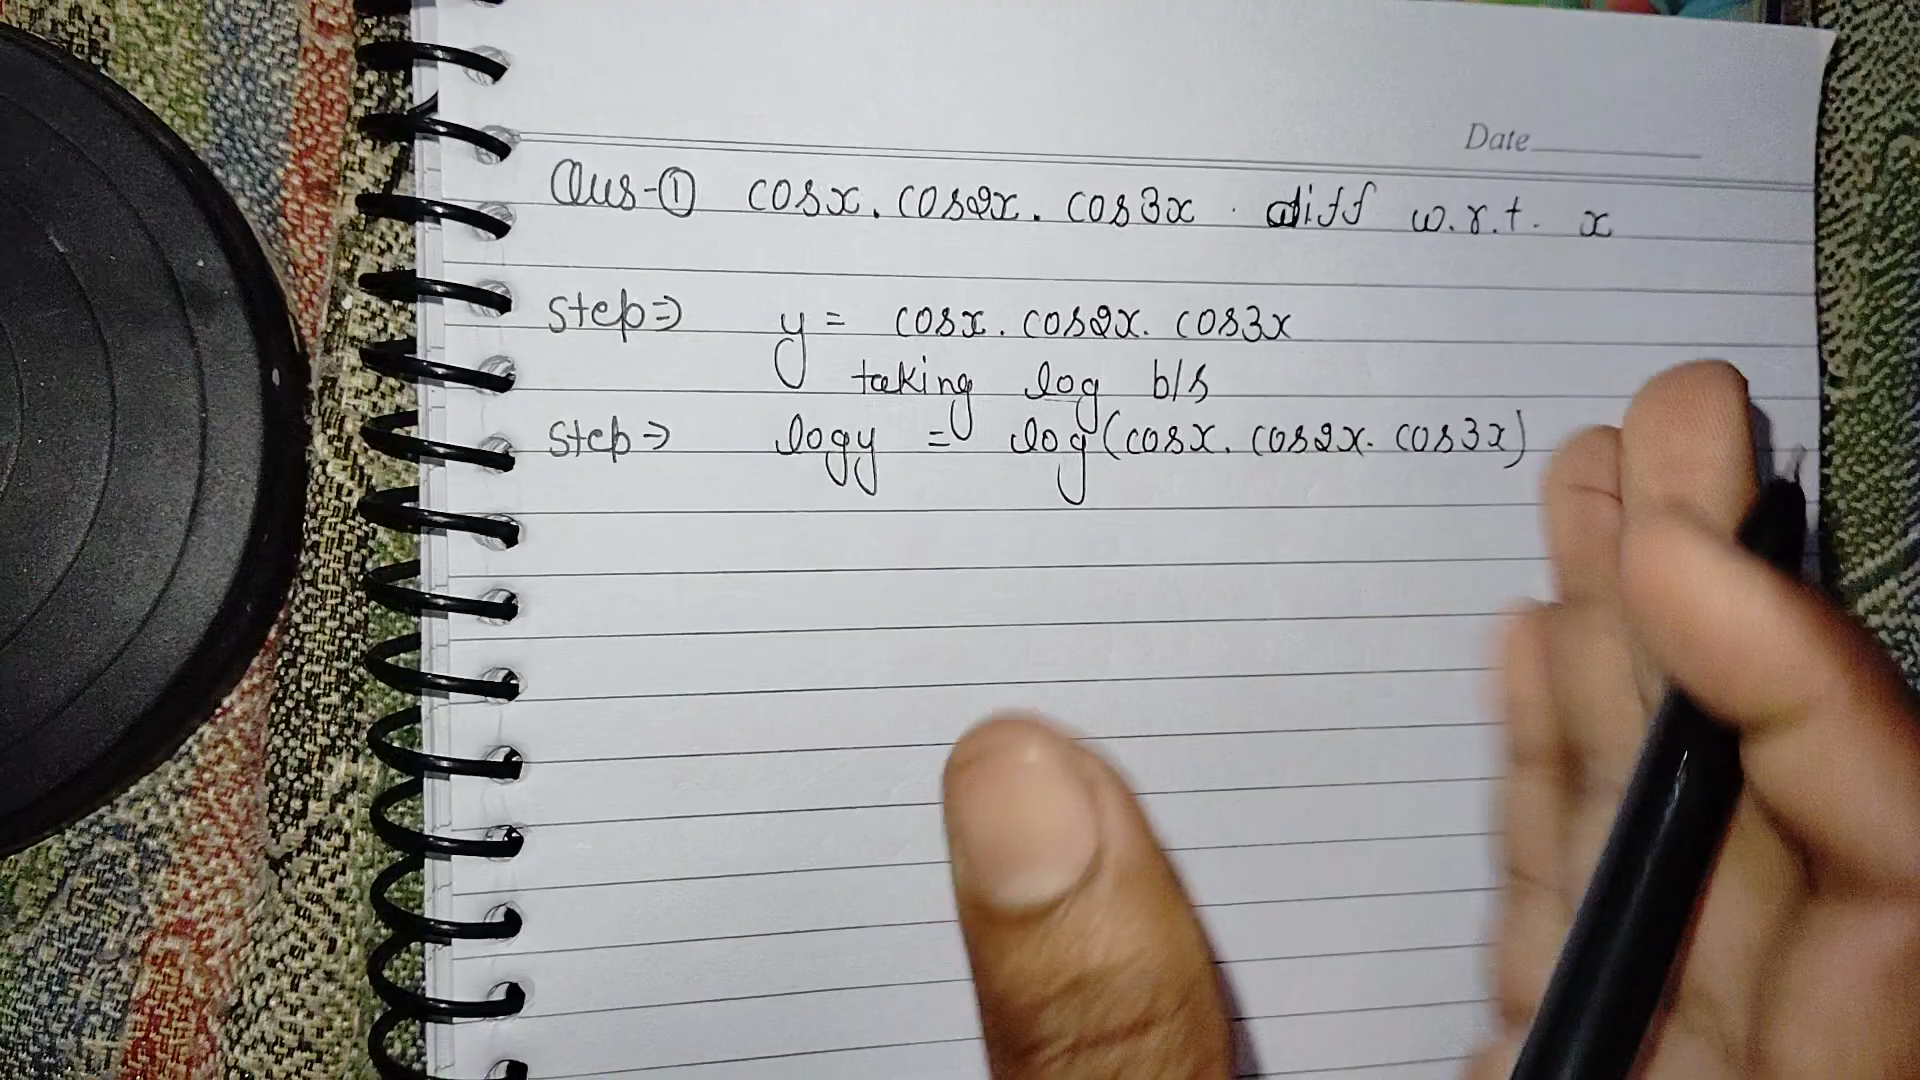 Date
Ques-① cosx. cos2x. cos3x . diff w.r.t. x
Step⇒ y = cosx. cos2x. cos3x
taking log b/s
Step⇒ logy = log(cosx. cos2x. cos3x)